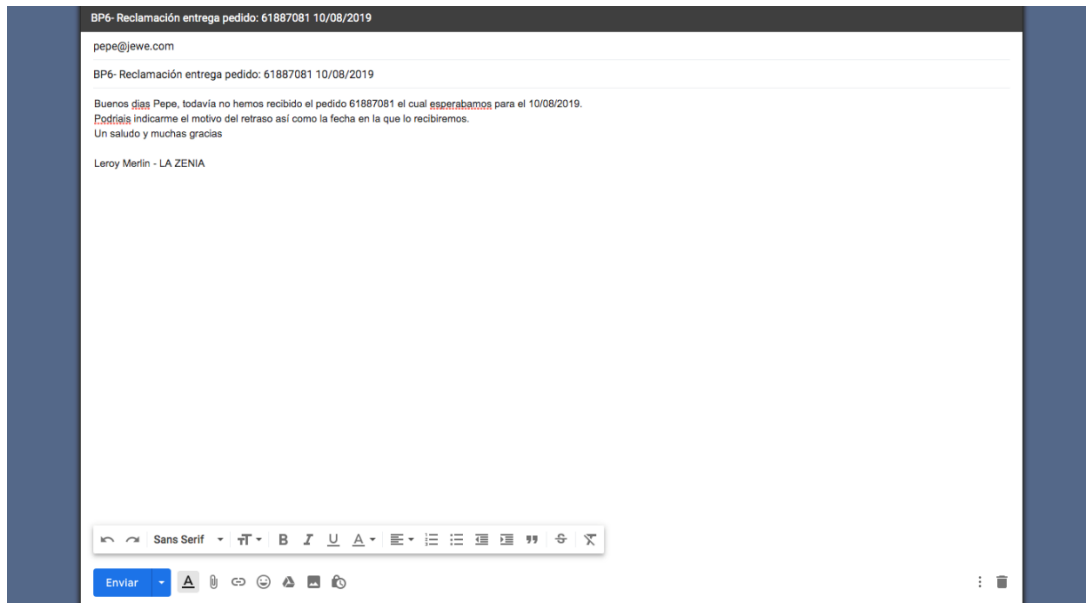 BP6- Reclamación entrega pedido: 61887081 10/08/2019
pepe@jewe.com
BP6- Reclamación entrega pedido: 61887081 10/08/2019
Buenos dias Pepe, todavía no hemos recibido el pedido 61887081 el cual esperabamos para el 10/08/2019.
Podriais indicarme el motivo del retraso así como la fecha en la que lo recibiremos.
Un saludo y muchas gracias
Leroy Merlin - LA ZENIA
Sans Serif
Enviar